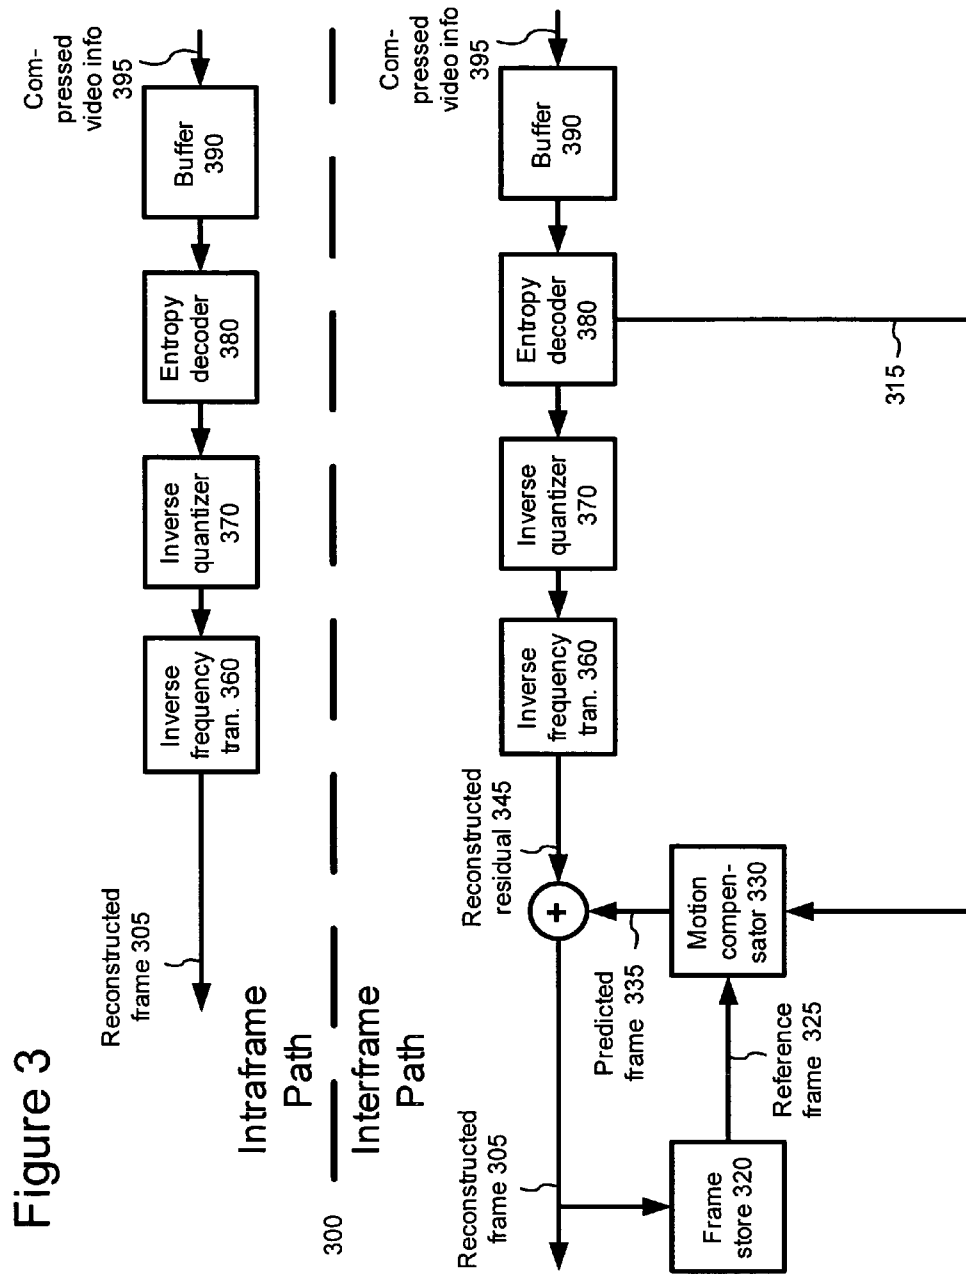 Figure 3
Reconstructed
frame 305
Inverse
frequency
tran. 360
Inverse
quantizer
370
Entropy
decoder
380
Buffer
390
Com-
pressed
video info
395
Intraframe
Path
300
Interframe
Path
Reconstructed
frame 305
Reconstructed
residual 345
+
Inverse
frequency
tran. 360
Inverse
quantizer
370
Entropy
decoder
380
Buffer
390
Com-
pressed
video info
395
Predicted
frame 335
Frame
store 320
Reference
frame 325
Motion
compen-
sator 330
315